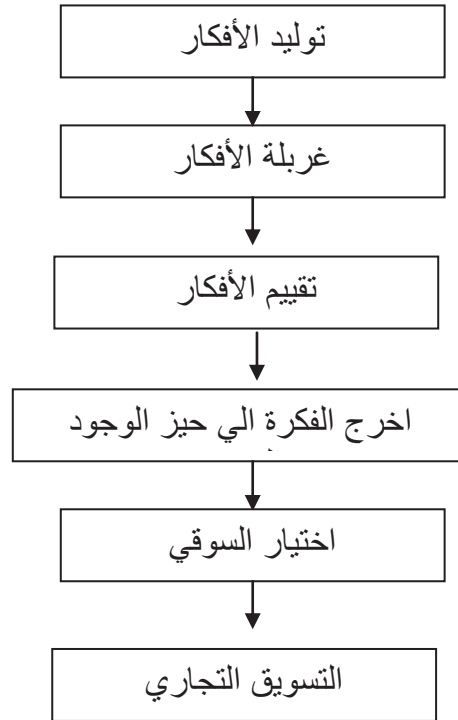 توليد الأفكار
غربلة الأفكار
تقييم الأفكار
اخرج الفكرة الي حيز الوجود
اختيار السوقي
التسويق التجاري